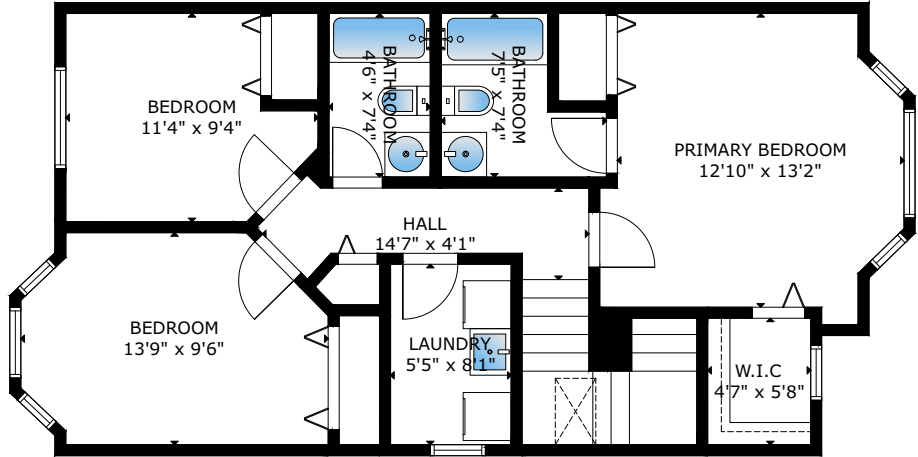 BEDROOM
11'4" x 9'4"
BATHROOM
4'6" x 7'4"
BATHROOM
7'5" x 7'4"
PRIMARY BEDROOM
12'10" x 13'2"
HALL
14'7" x 4'1"
BEDROOM
13'9" x 9'6"
LAUNDRY
5'5" x 8'1"
W.I.C
4'7" x 5'8"